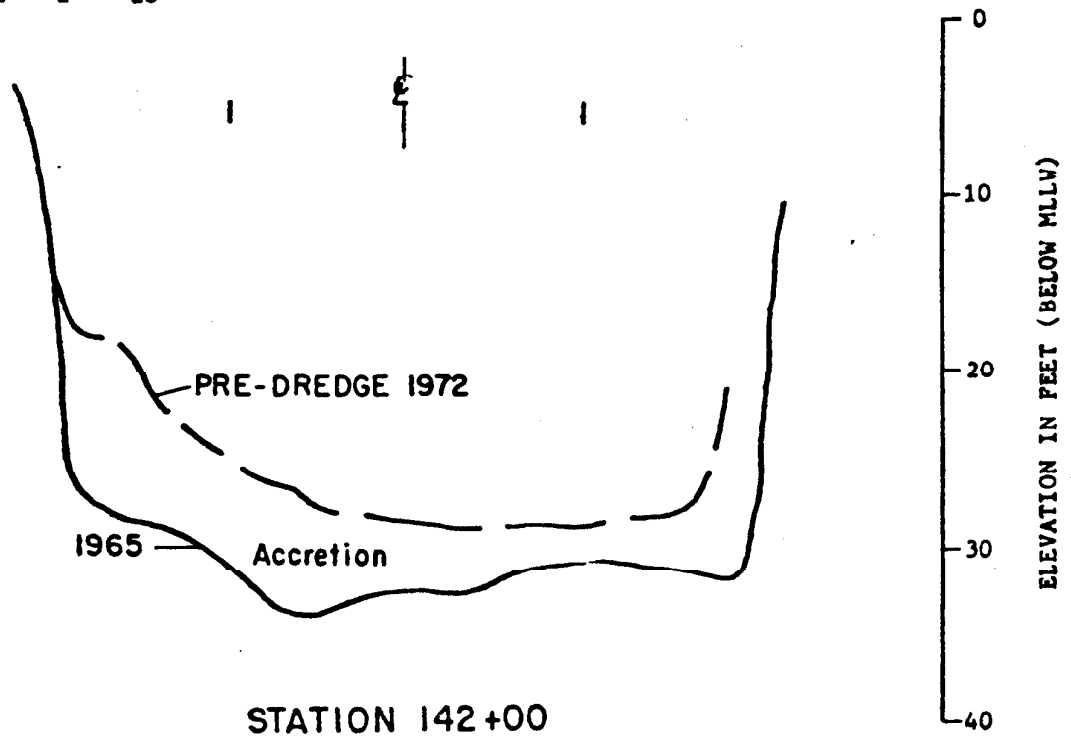 0
10
20
30
40
ELEVATION IN FEET (BELOW MLLW)
PRE-DREDGE 1972
1965
Accretion
STATION 142+00